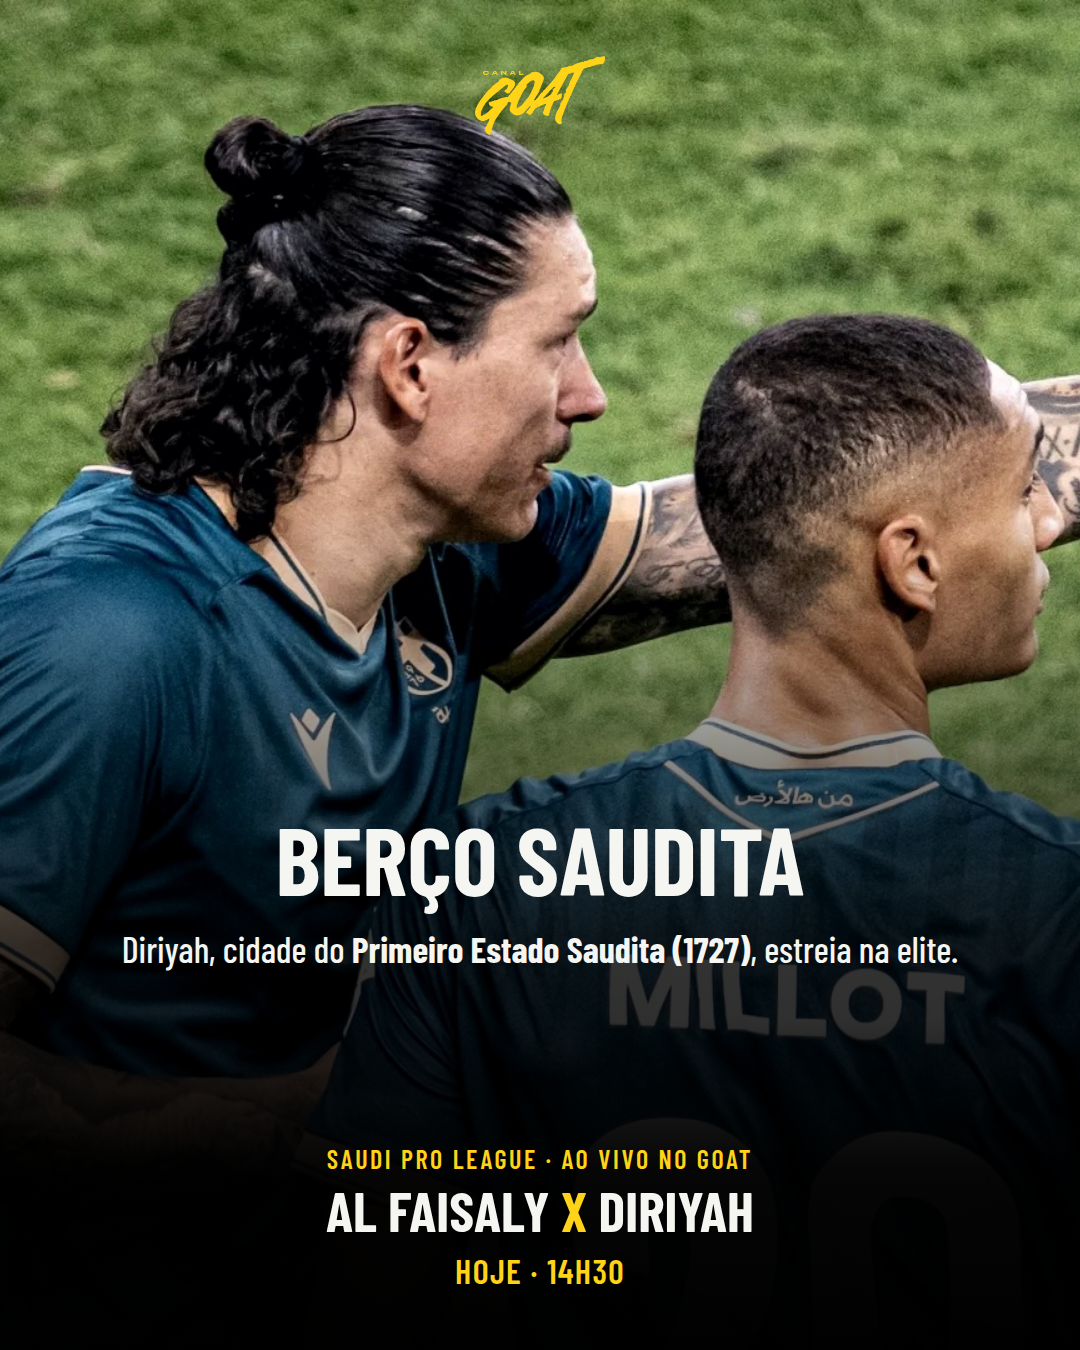 CANAL
GOAT
من هالأرض
BERÇO SAUDITA
Diriyah, cidade do Primeiro Estado Saudita (1727), estreia na elite.
MILLOT
SAUDI PRO LEAGUE · AO VIVO NO GOAT
AL FAISALY X DIRIYAH
HOJE · 14H30